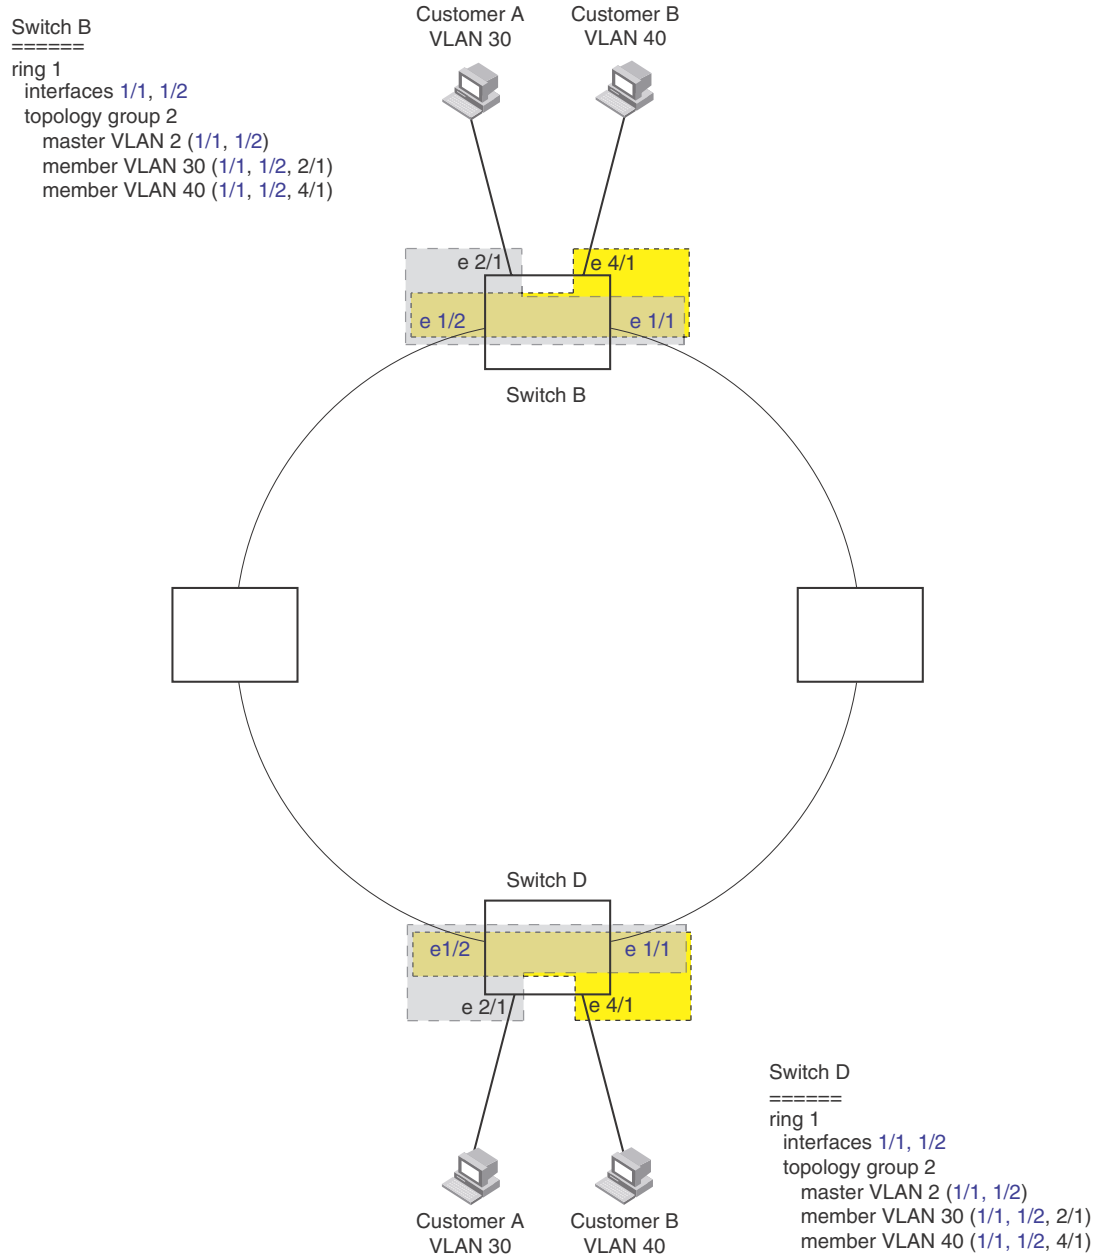 Switch B
======
ring 1
interfaces 1/1, 1/2
topology group 2
master VLAN 2 (1/1, 1/2)
member VLAN 30 (1/1, 1/2, 2/1)
member VLAN 40 (1/1, 1/2, 4/1)
Customer A
VLAN 30
Customer B
VLAN 40
e 2/1
e 4/1
e 1/2
e 1/1
Switch B
Switch D
e1/2
e 1/1
e 2/1
e 4/1
Customer A
VLAN 30
Customer B
VLAN 40
Switch D
======
ring 1
interfaces 1/1, 1/2
topology group 2
master VLAN 2 (1/1, 1/2)
member VLAN 30 (1/1, 1/2, 2/1)
member VLAN 40 (1/1, 1/2, 4/1)